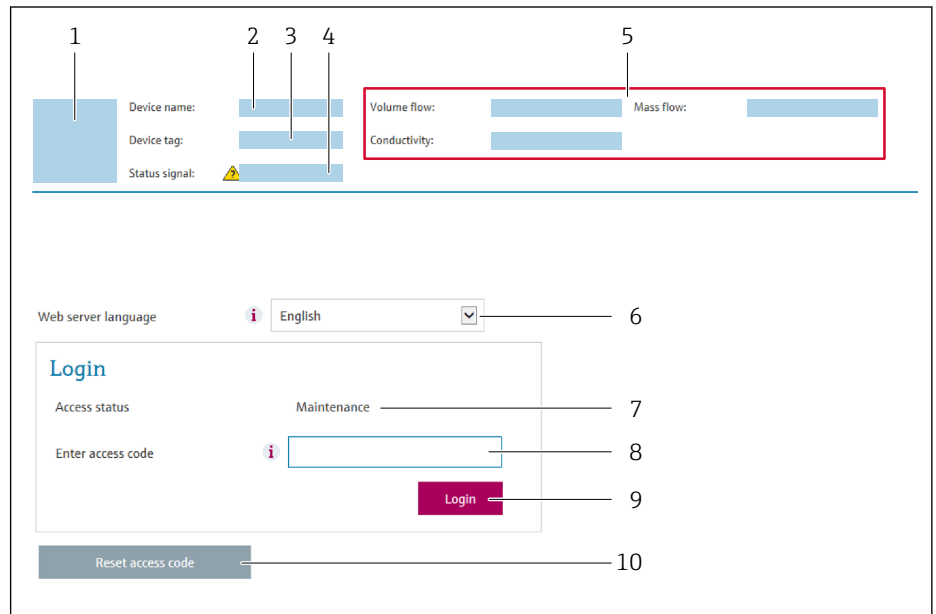 1 2 3 4 5
Device name: Volume flow: Mass flow:
Device tag: Conductivity:
Status signal: ?
Web server language i English 6
Login
Access status Maintenance 7
Enter access code i 8
Login 9
Reset access code 10